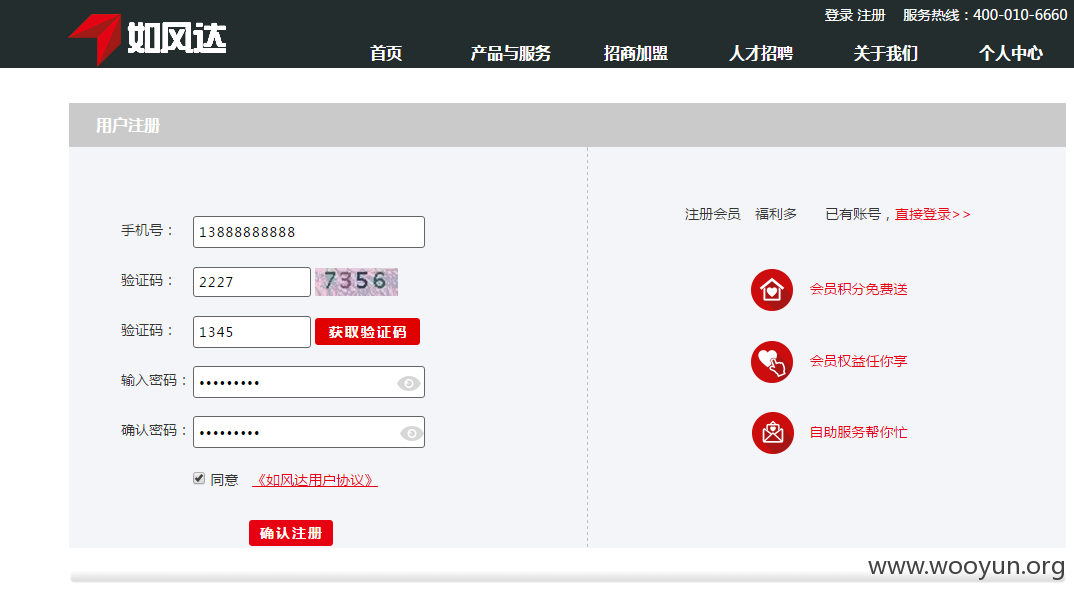 登录 注册 服务热线：400-010-6660
如风达
首页 产品与服务 招商加盟 人才招聘 关于我们 个人中心
用户注册
手机号： 13888888888
验证码： 2227 7356
验证码： 1345 获取验证码
输入密码： •••••••••
确认密码： •••••••••
同意 《如风达用户协议》
确认注册
注册会员 福利多 已有账号，直接登录>>
会员积分免费送
会员权益任你享
自助服务帮你忙
www.wooyun.org